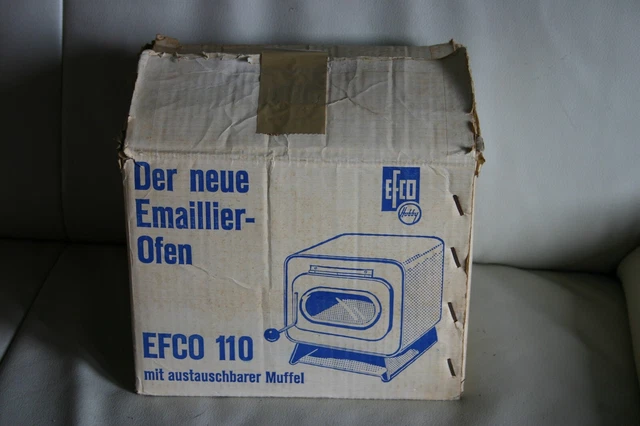 Der neue
Emaillier-
Ofen
EFCO
Hobby
EFCO 110
mit austauschbarer Muffel